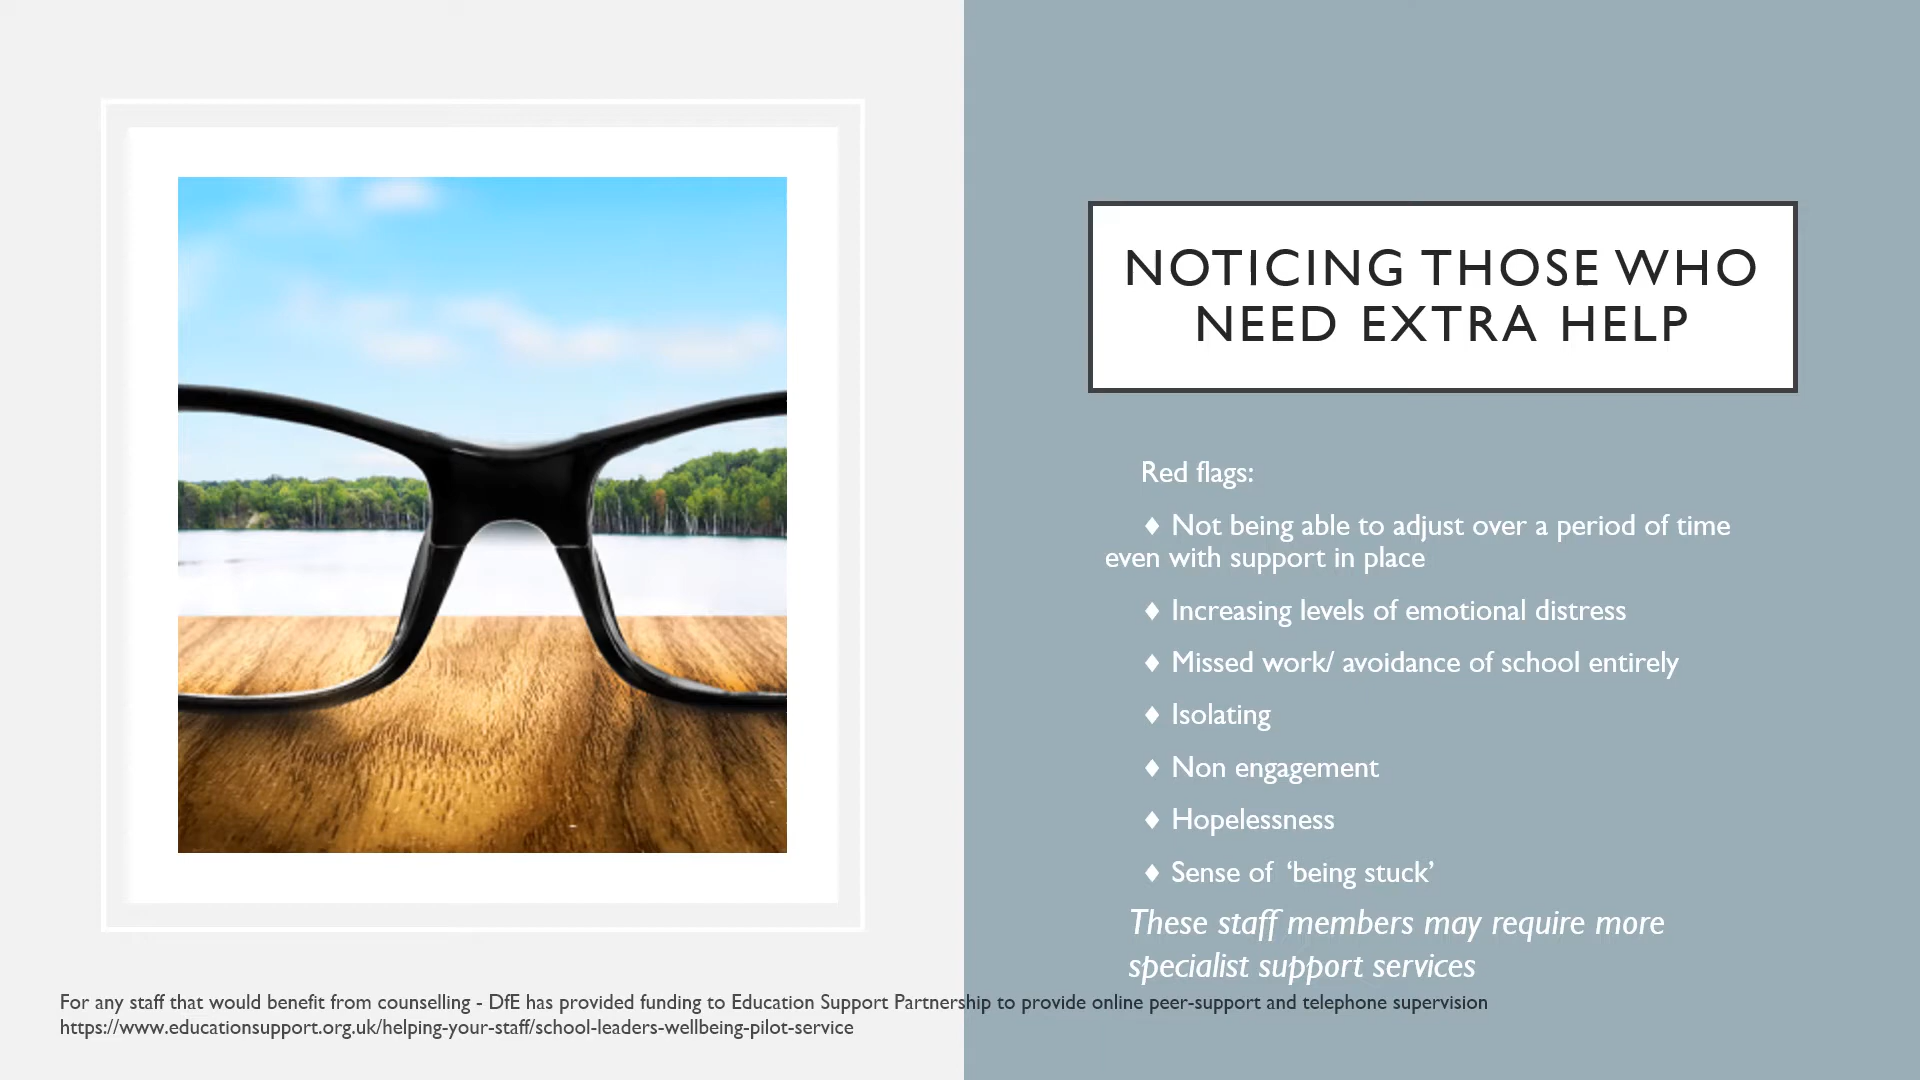 NOTICING THOSE WHO
NEED EXTRA HELP
Red flags:
♦ Not being able to adjust over a period of time
even with support in place
♦ Increasing levels of emotional distress
♦ Missed work/ avoidance of school entirely
♦ Isolating
♦ Non engagement
♦ Hopelessness
♦ Sense of ‘being stuck’
These staff members may require more
specialist support services
For any staff that would benefit from counselling - DfE has provided funding to Education Support Partnership to provide online peer-support and telephone supervision
https://www.educationsupport.org.uk/helping-your-staff/school-leaders-wellbeing-pilot-service